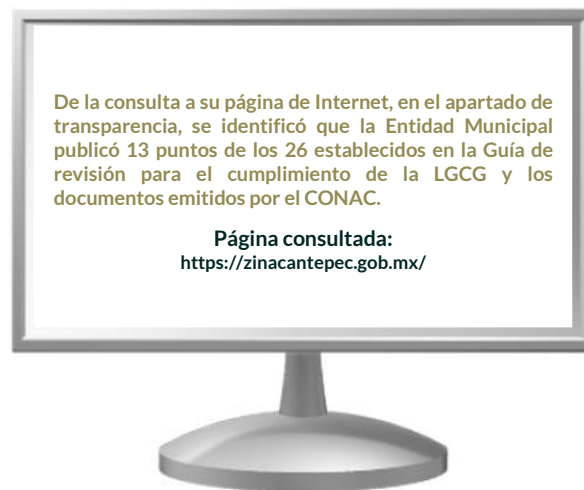 De la consulta a su página de Internet, en el apartado de
transparencia, se identificó que la Entidad Municipal
publicó 13 puntos de los 26 establecidos en la Guía de
revisión para el cumplimiento de la LGCG y los
documentos emitidos por el CONAC.
Página consultada:
https://zinacantepec.gob.mx/